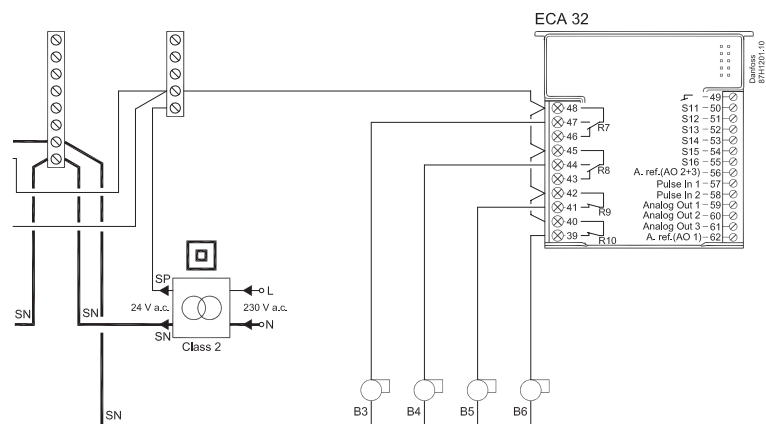 ECA 32
Danfoss
87H1201.10
48
47
46
R7
45
44
43
R8
42
41
R9
40
39
R10
49
S11 50
S12 51
S13 52
S14 53
S15 54
S16 55
A. ref.(AO 2+3) 56
Pulse In 1 57
Pulse In 2 58
Analog Out 1 59
Analog Out 2 60
Analog Out 3 61
A. ref.(AO 1) 62
SP
L
24 V a.c.
230 V a.c.
SN
SN
SN
N
Class 2
B3
B4
B5
B6
SN